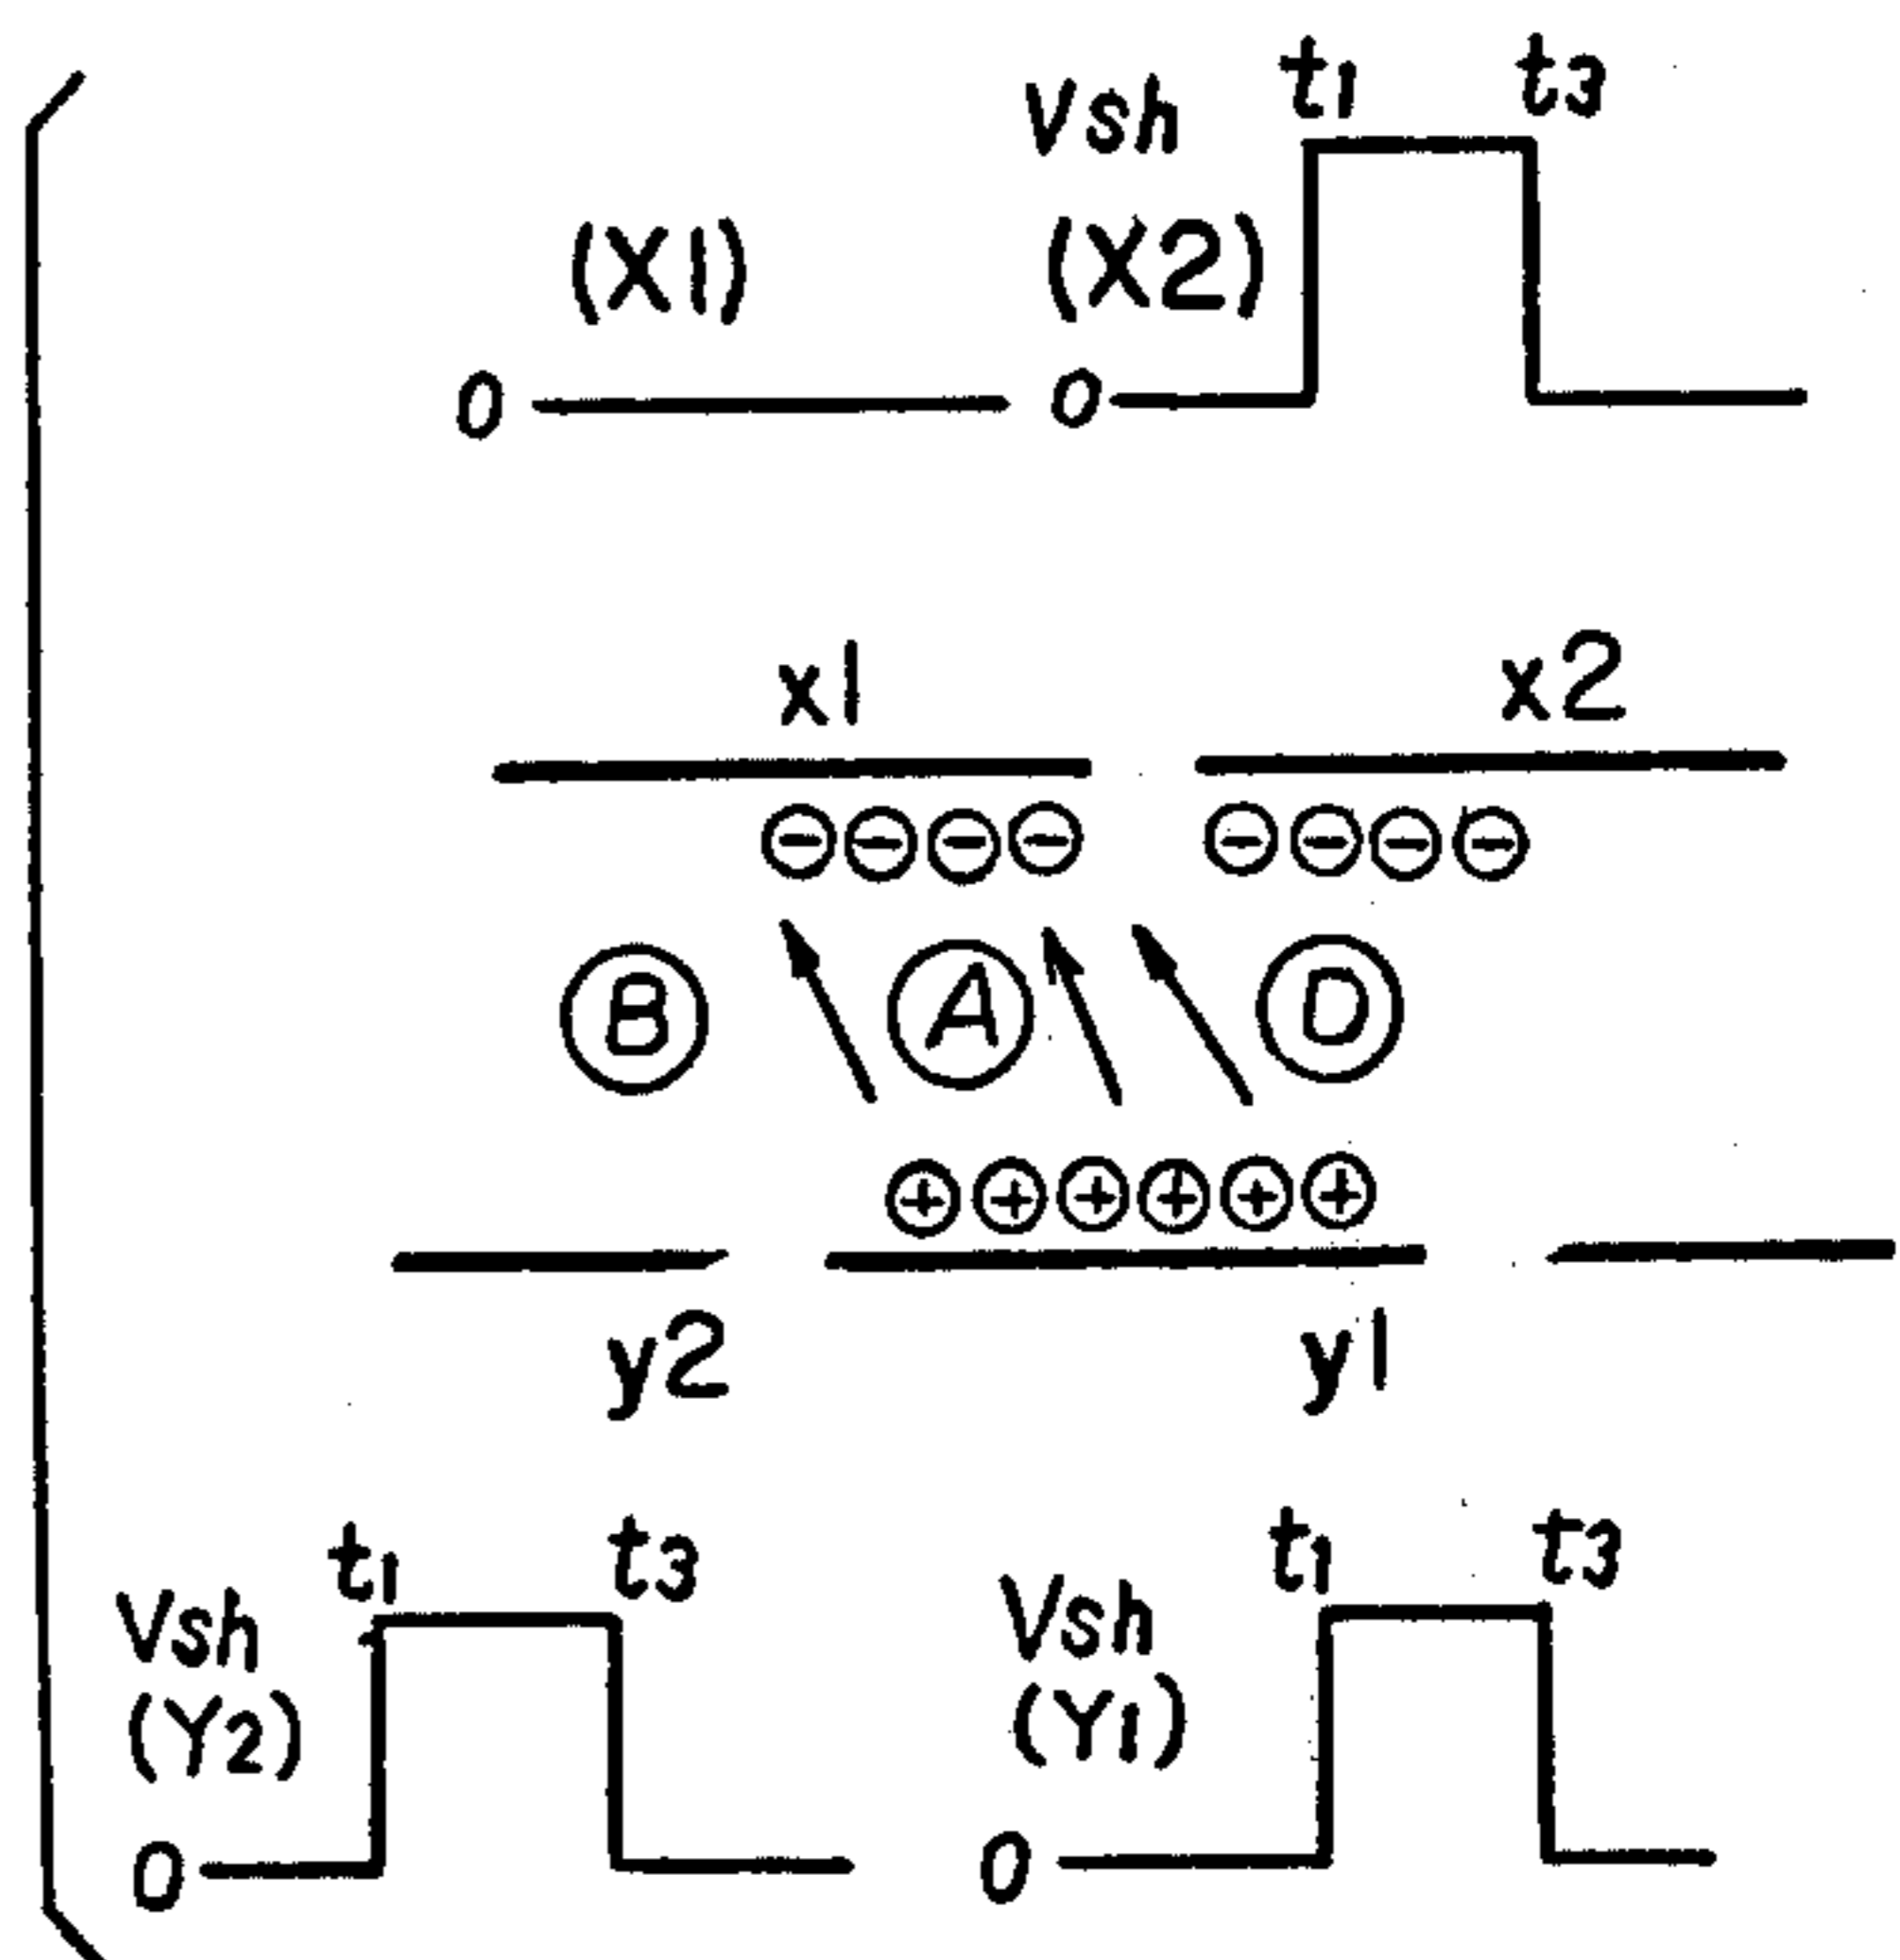 t1 t3
Vsh
(X1) (X2)
0 0
x1 x2
⊖⊖⊖⊖ ⊖⊖⊖⊖
B A D
⊕⊕⊕⊕⊕⊕
y2 y1
t1 t3 t1 t3
Vsh Vsh
(Y2) (Y1)
0 0